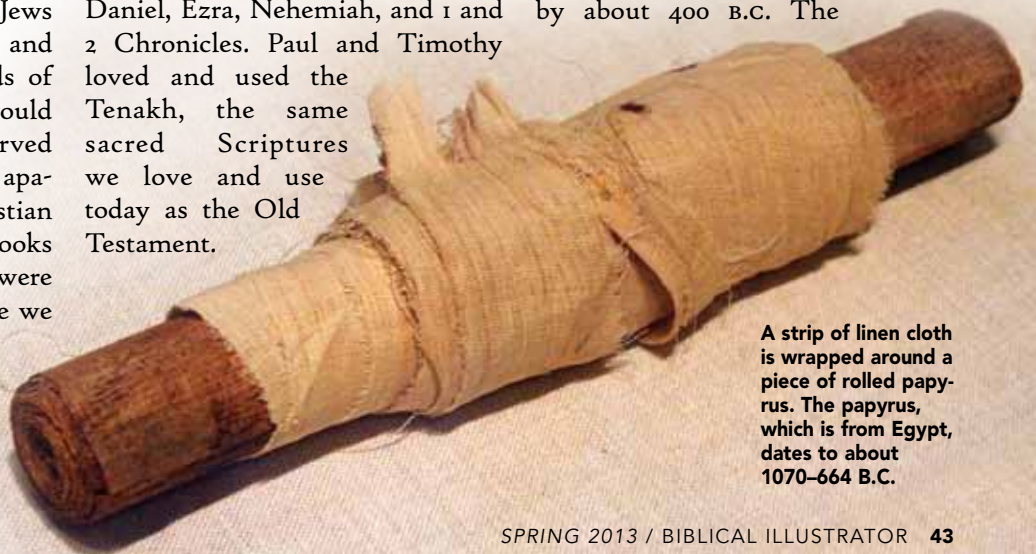 Jews
and
ls of
ould
rved
apa-
stian
ooks
were
e we
Daniel, Ezra, Nehemiah, and 1 and
2 Chronicles. Paul and Timothy
loved and used the
Tenakh, the same
sacred Scriptures
we love and use
today as the Old
Testament.
by about 400 B.C. The
A strip of linen cloth
is wrapped around a
piece of rolled papy-
rus. The papyrus,
which is from Egypt,
dates to about
1070–664 B.C.
SPRING 2013 / BIBLICAL ILLUSTRATOR 43